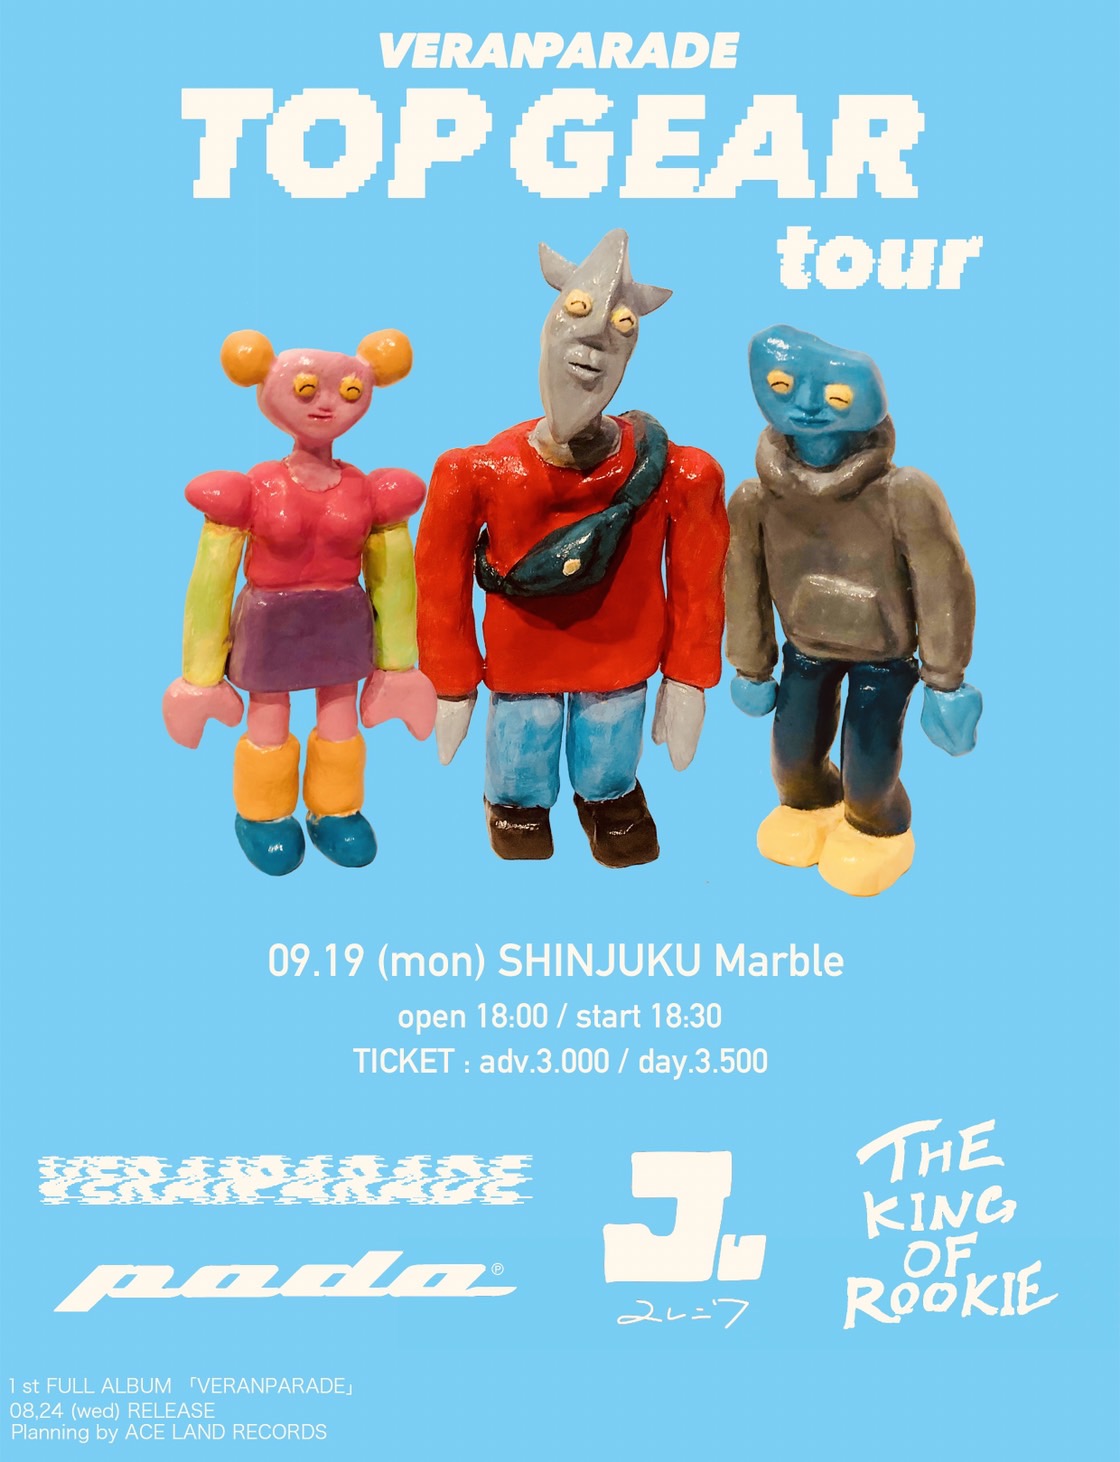 VERANPARADE
TOP GEAR
tour
09.19 (mon) SHINJUKU Marble
open 18:00 / start 18:30
TICKET : adv.3.000 / day.3.500
VERANPARADE
pado℗
Ju
THE
KING
OF
ROOKIE
1 st FULL ALBUM 「VERANPARADE」
08,24 (wed) RELEASE
Planning by ACE LAND RECORDS